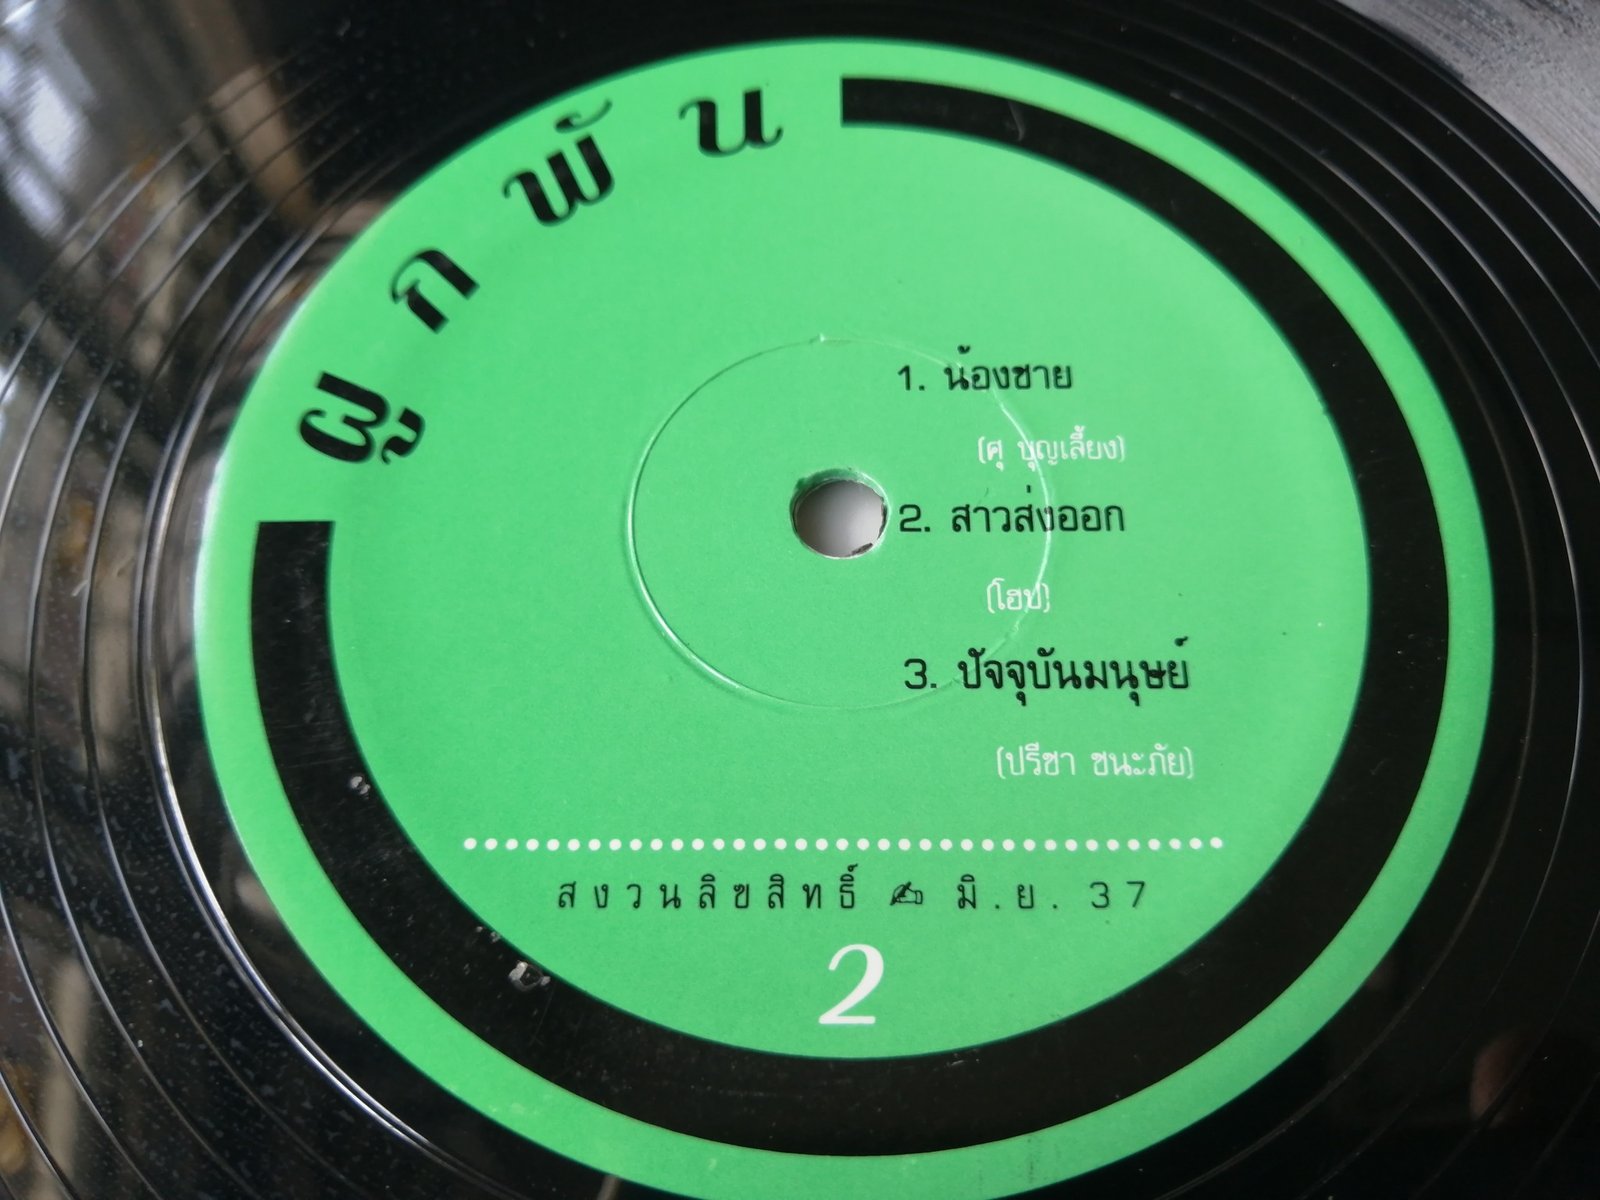 ผูกพัน
1. น้องชาย
(ศุ บุญเลี้ยง)
2. สาวส่งออก
(โฮป)
3. ปัจจุบันมนุษย์
(ปรีชา ชนะภัย)
สงวนลิขสิทธิ์ ✍ มิ.ย. 37
2